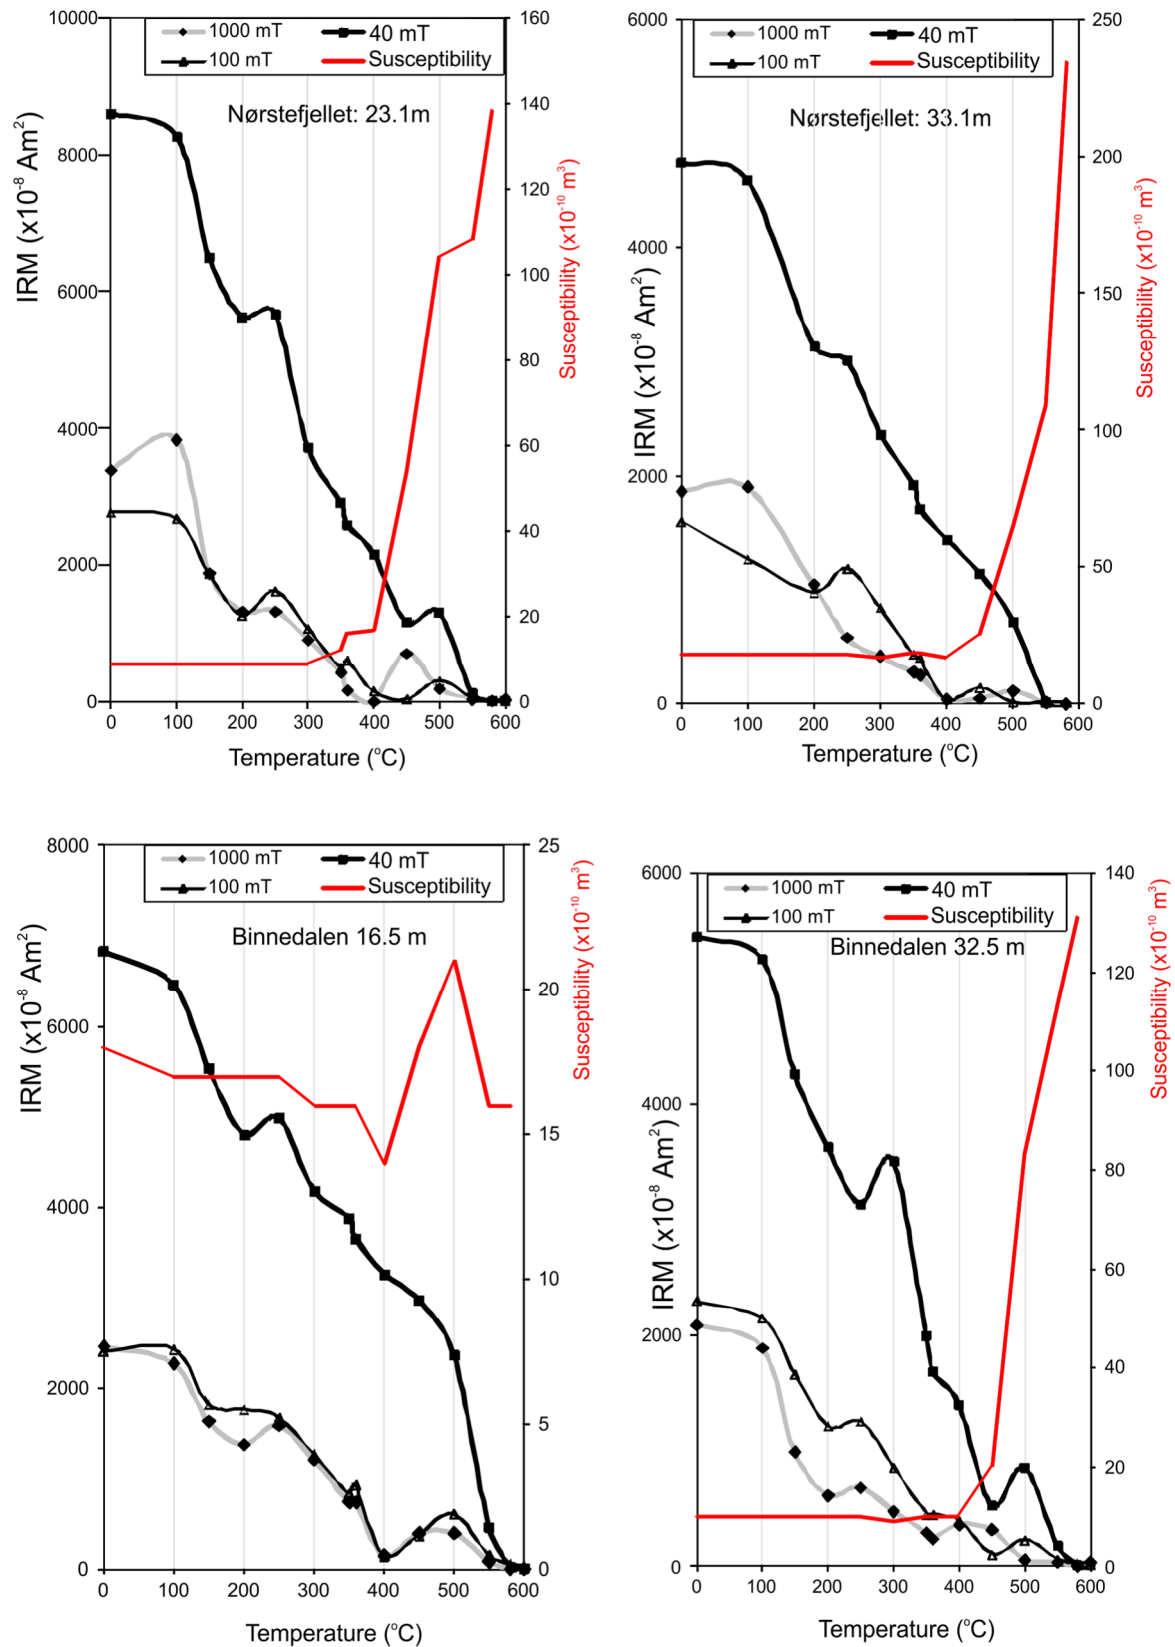 10000
8000
6000
4000
2000
0
IRM (x10⁻⁸ Am²)
1000 mT
40 mT
100 mT
Susceptibility
Nørstefjellet: 23.1m
160
140
120
100
80
60
40
20
0
Susceptibility (x10⁻¹⁰ m³)
0 100 200 300 400 500 600
Temperature (°C)
6000
4000
2000
0
IRM (x10⁻⁸ Am²)
1000 mT
40 mT
100 mT
Susceptibility
Nørstefjellet: 33.1m
250
200
150
100
50
0
Susceptibility (x10⁻¹⁰ m³)
0 100 200 300 400 500 600
Temperature (°C)
8000
6000
4000
2000
0
IRM (x10⁻⁸ Am²)
1000 mT
40 mT
100 mT
Susceptibility
Binnedalen 16.5 m
25
20
15
10
5
0
Susceptibility (x10⁻¹⁰ m³)
0 100 200 300 400 500 600
Temperature (°C)
6000
4000
2000
0
IRM (x10⁻⁸ Am²)
1000 mT
40 mT
100 mT
Susceptibility
Binnedalen 32.5 m
140
120
100
80
60
40
20
0
Susceptibility (x10⁻¹⁰ m³)
0 100 200 300 400 500 600
Temperature (°C)